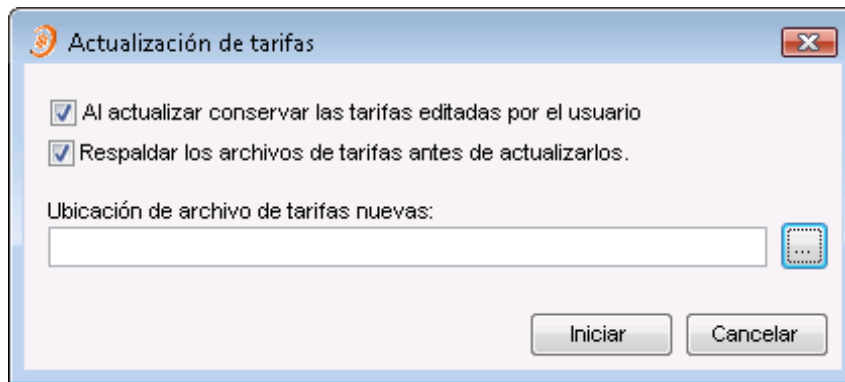 Actualización de tarifas
Al actualizar conservar las tarifas editadas por el usuario
Respaldar los archivos de tarifas antes de actualizarlos.
Ubicación de archivo de tarifas nuevas:
...
Iniciar Cancelar